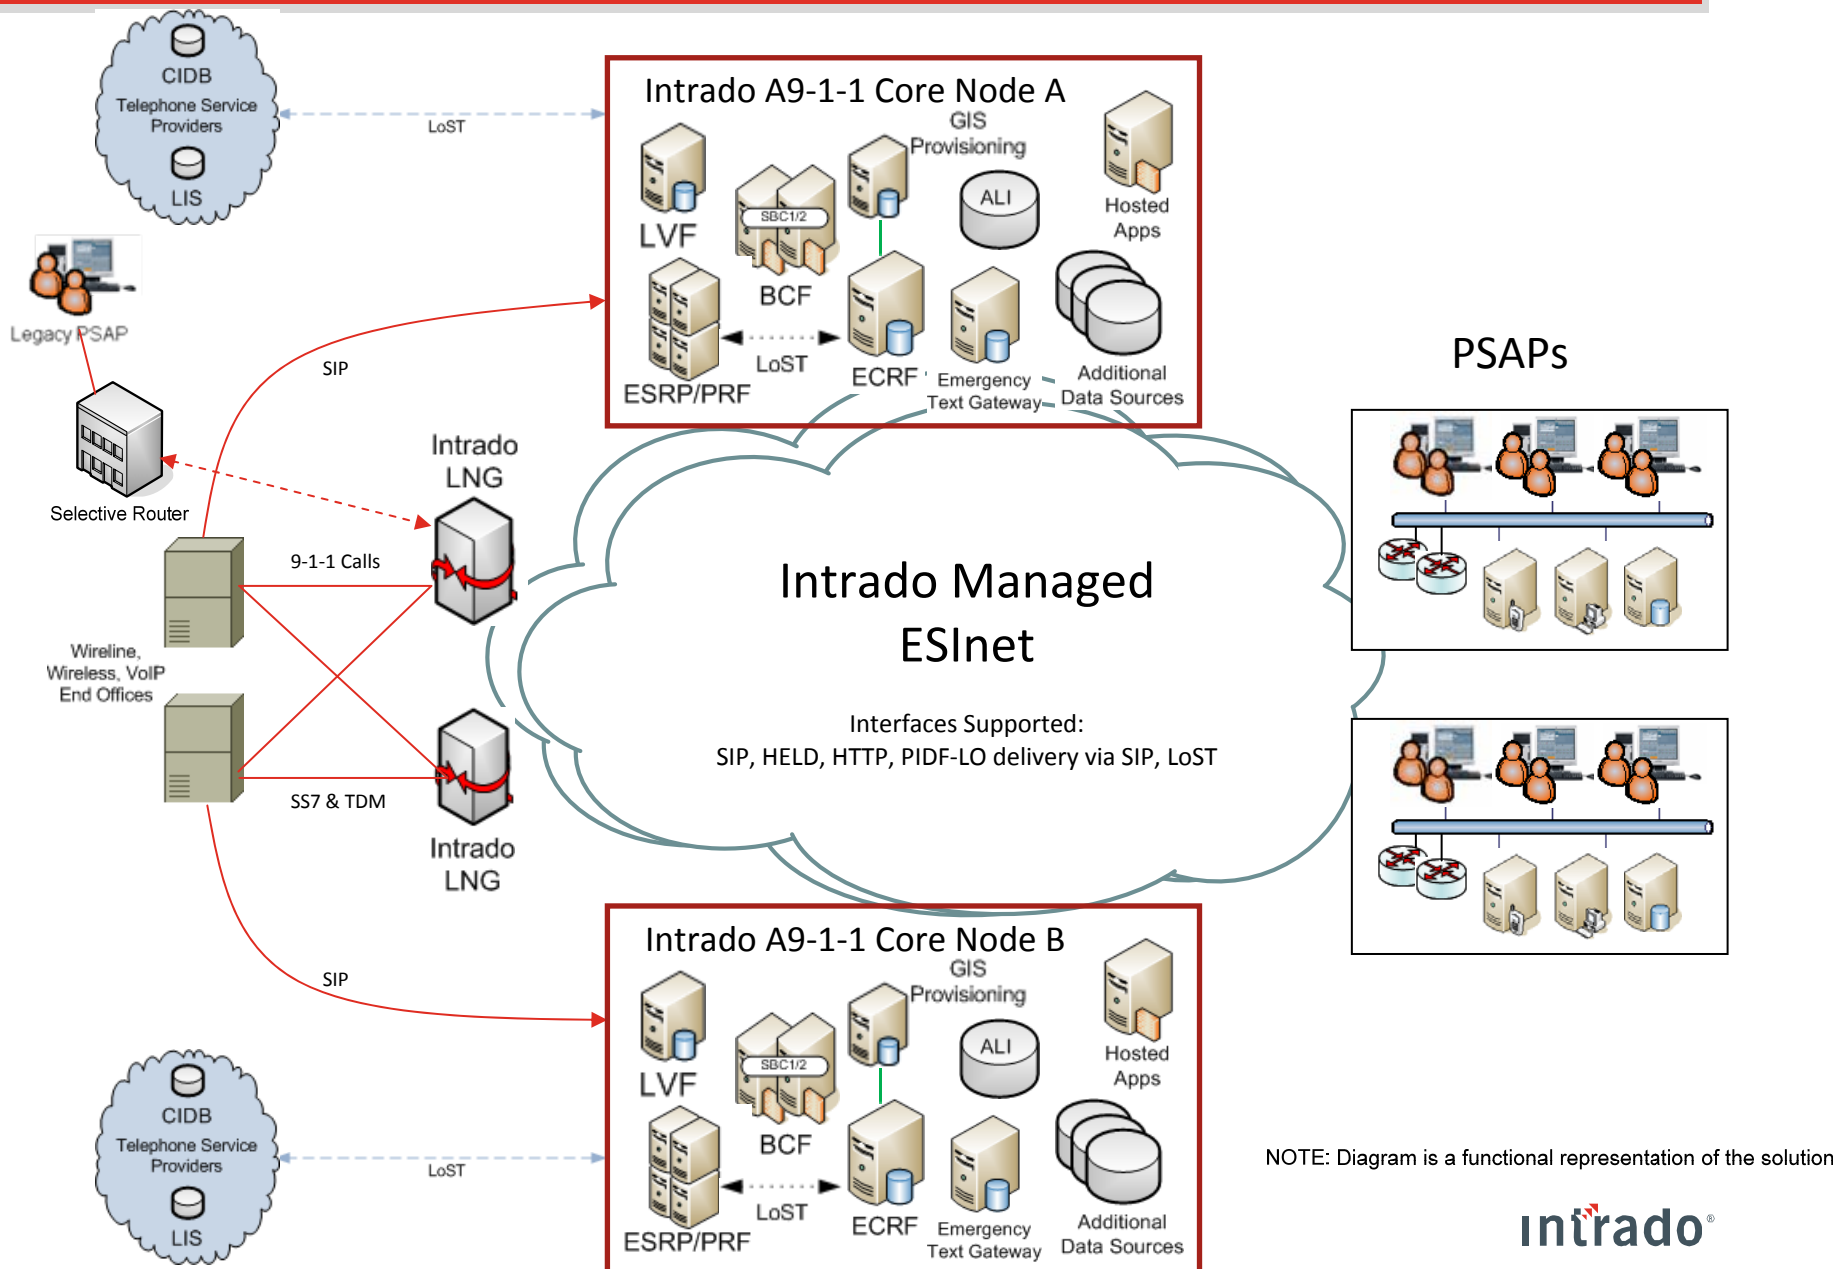 CIDB
Telephone Service
Providers
LIS
LoST
Intrado A9-1-1 Core Node A
GIS
Provisioning
LVF
SBC1/2
BCF
ALI
Hosted
Apps
ESRP/PRF
LoST
ECRF
Emergency
Text Gateway
Additional
Data Sources
Legacy PSAP
SIP
Selective Router
Intrado
LNG
9-1-1 Calls
Wireline,
Wireless, VoIP
End Offices
SS7 & TDM
Intrado
LNG
Intrado Managed
ESInet
Interfaces Supported:
SIP, HELD, HTTP, PIDF-LO delivery via SIP, LoST
PSAPs
SIP
Intrado A9-1-1 Core Node B
GIS
Provisioning
LVF
SBC1/2
BCF
ALI
Hosted
Apps
ESRP/PRF
LoST
ECRF
Emergency
Text Gateway
Additional
Data Sources
CIDB
Telephone Service
Providers
LIS
LoST
NOTE: Diagram is a functional representation of the solution
intrado®